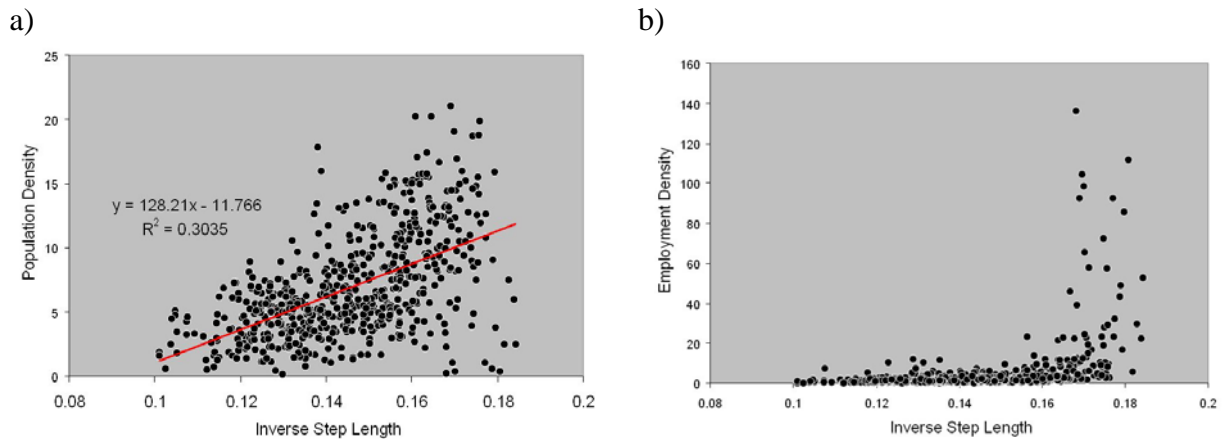 a)
25
20
15
10
5
0
Population Density
y = 128.21x - 11.766
R² = 0.3035
0.08 0.1 0.12 0.14 0.16 0.18 0.2
Inverse Step Length
b)
160
140
120
100
80
60
40
20
0
Employment Density
0.08 0.1 0.12 0.14 0.16 0.18 0.2
Inverse Step Length